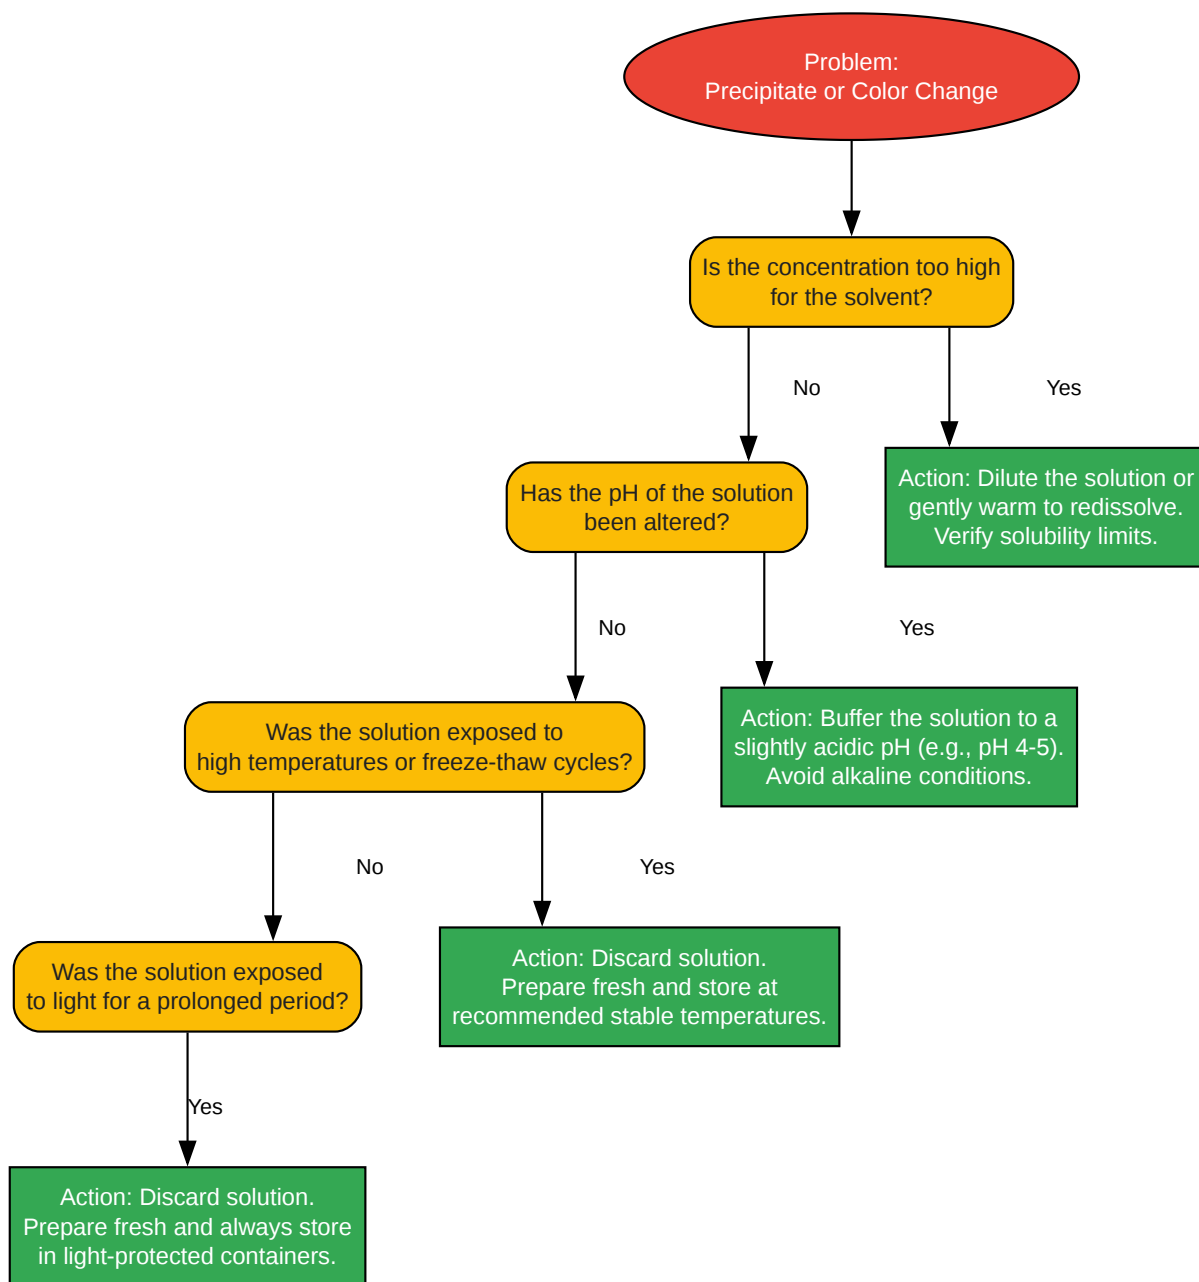 Problem:
Precipitate or Color Change
Is the concentration too high
for the solvent?
No
Yes
Has the pH of the solution
been altered?
Action: Dilute the solution or
gently warm to redissolve.
Verify solubility limits.
No
Yes
Was the solution exposed to
high temperatures or freeze-thaw cycles?
Action: Buffer the solution to a
slightly acidic pH (e.g., pH 4-5).
Avoid alkaline conditions.
No
Yes
Was the solution exposed
to light for a prolonged period?
Action: Discard solution.
Prepare fresh and store at
recommended stable temperatures.
Yes
Action: Discard solution.
Prepare fresh and always store
in light-protected containers.